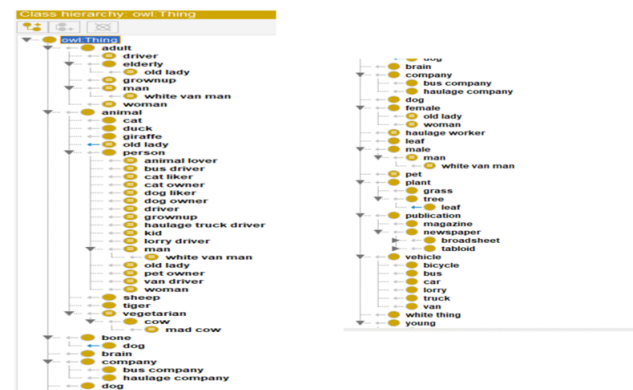 Class hierarchy: owl:Thing
owl:Thing
adult
driver
elderly
old lady
grownup
man
white van man
woman
animal
cat
duck
giraffe
old lady
person
animal lover
bus driver
cat liker
cat owner
dog liker
dog owner
driver
grownup
haulage truck driver
kid
lorry driver
man
white van man
old lady
pet owner
van driver
woman
sheep
tiger
vegetarian
cow
mad cow
bone
dog
brain
company
bus company
haulage company
dog
brain
company
bus company
haulage company
dog
female
old lady
woman
haulage worker
leaf
male
man
white van man
pet
plant
grass
tree
leaf
publication
magazine
newspaper
broadsheet
tabloid
vehicle
bicycle
bus
car
lorry
truck
van
white thing
young